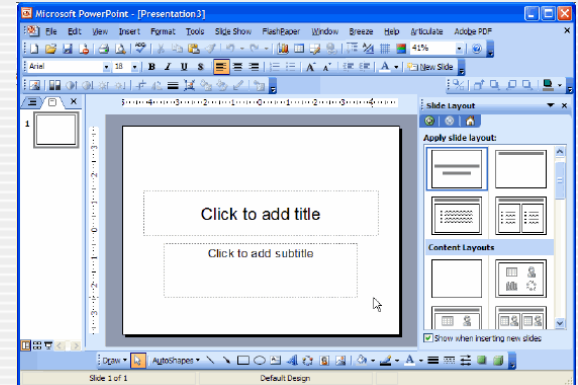 Microsoft PowerPoint - [Presentation3]
File Edit View Insert Format Tools Slide Show FlashPaper Window Breeze Help Articulate Adobe PDF
41%
Arial 18 B I U S A A A New Slide
Slide Layout
1
Apply slide layout:
Click to add title
Click to add subtitle
Content Layouts
Show when inserting new slides
Draw AutoShapes A
Slide 1 of 1 Default Design